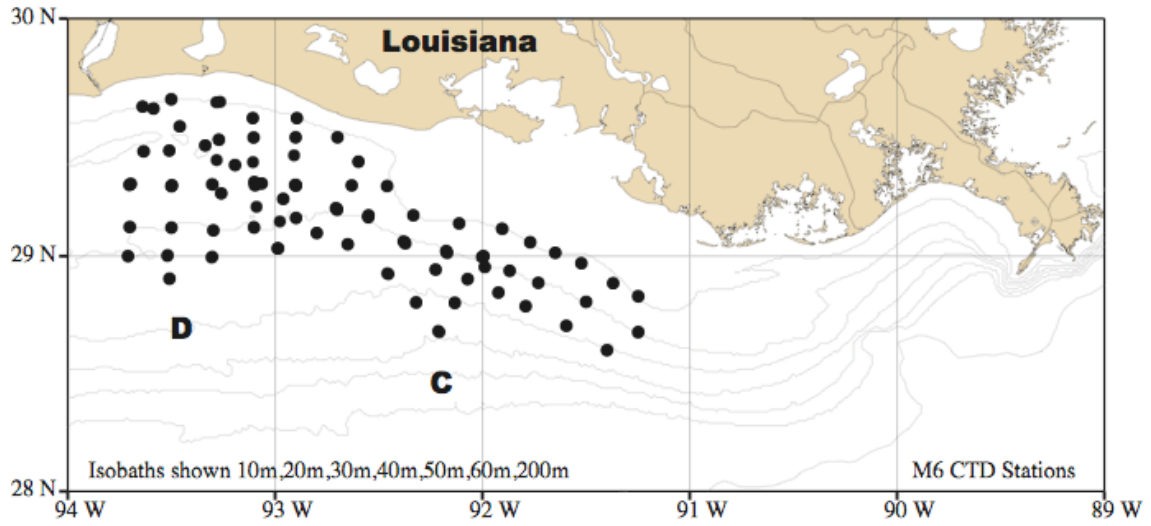 30 N
Louisiana
29 N
D
C
Isobaths shown 10m,20m,30m,40m,50m,60m,200m
M6 CTD Stations
28 N
94 W 93 W 92 W 91 W 90 W 89 W